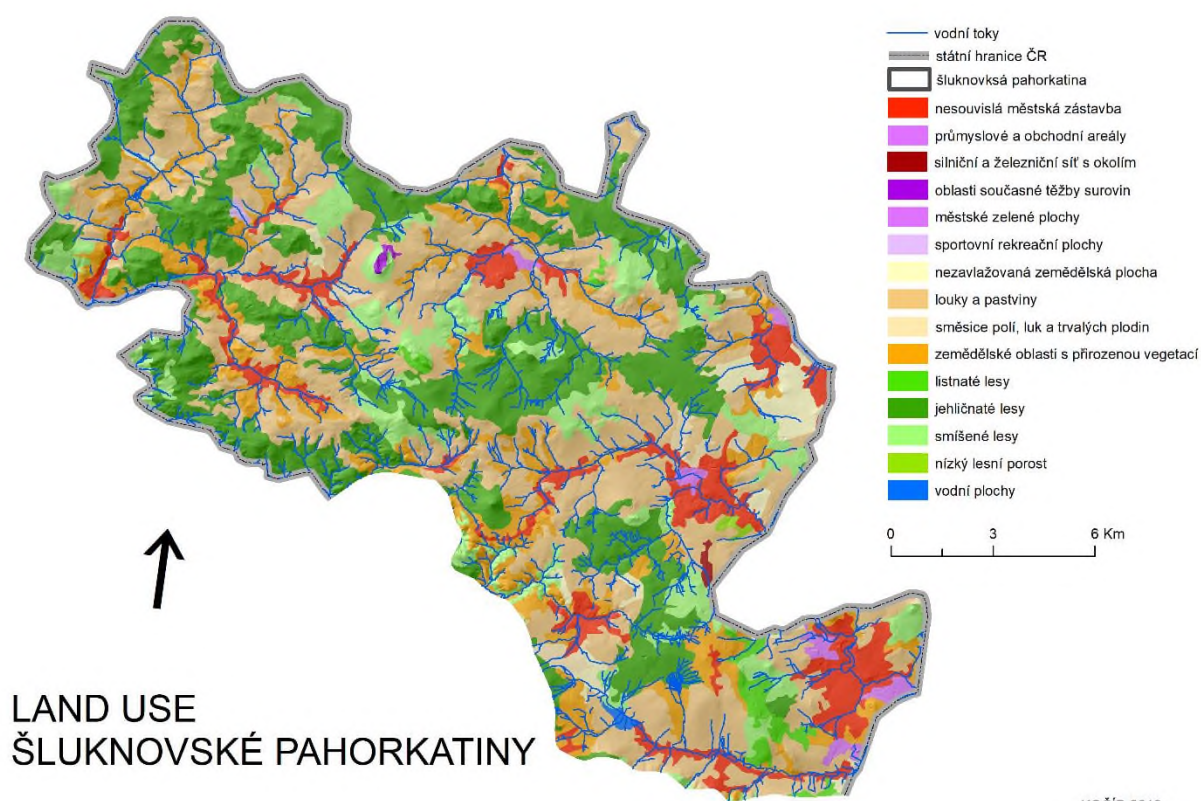 vodní toky
státní hranice ČR
šluknovksá pahorkatina
nesouvislá městská zástavba
průmyslové a obchodní areály
silniční a železniční síť s okolím
oblasti současné těžby surovin
městské zelené plochy
sportovní rekreační plochy
nezavlažovaná zemědělská plocha
louky a pastviny
směsice polí, luk a trvalých plodin
zemědělské oblasti s přirozenou vegetací
listnaté lesy
jehličnaté lesy
smíšené lesy
nízký lesní porost
vodní plochy
0 3 6 Km
LAND USE
ŠLUKNOVSKÉ PAHORKATINY